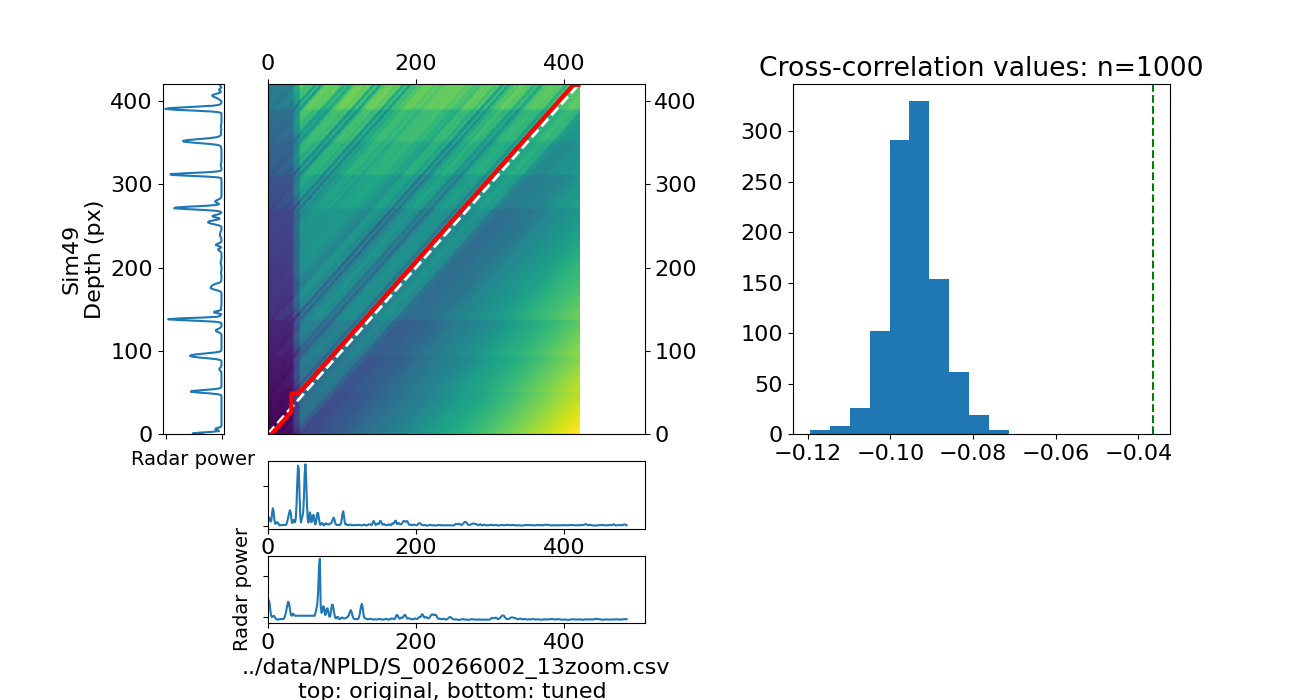 0 200 400
Cross-correlation values: n=1000
400
300
200
100
0
Sim49
Depth (px)
400
300
200
100
0
300
250
200
150
100
50
0
−0.12 −0.10 −0.08 −0.06 −0.04
Radar power
0 200 400
Radar power
0 200 400
../data/NPLD/S_00266002_13zoom.csv
top: original, bottom: tuned